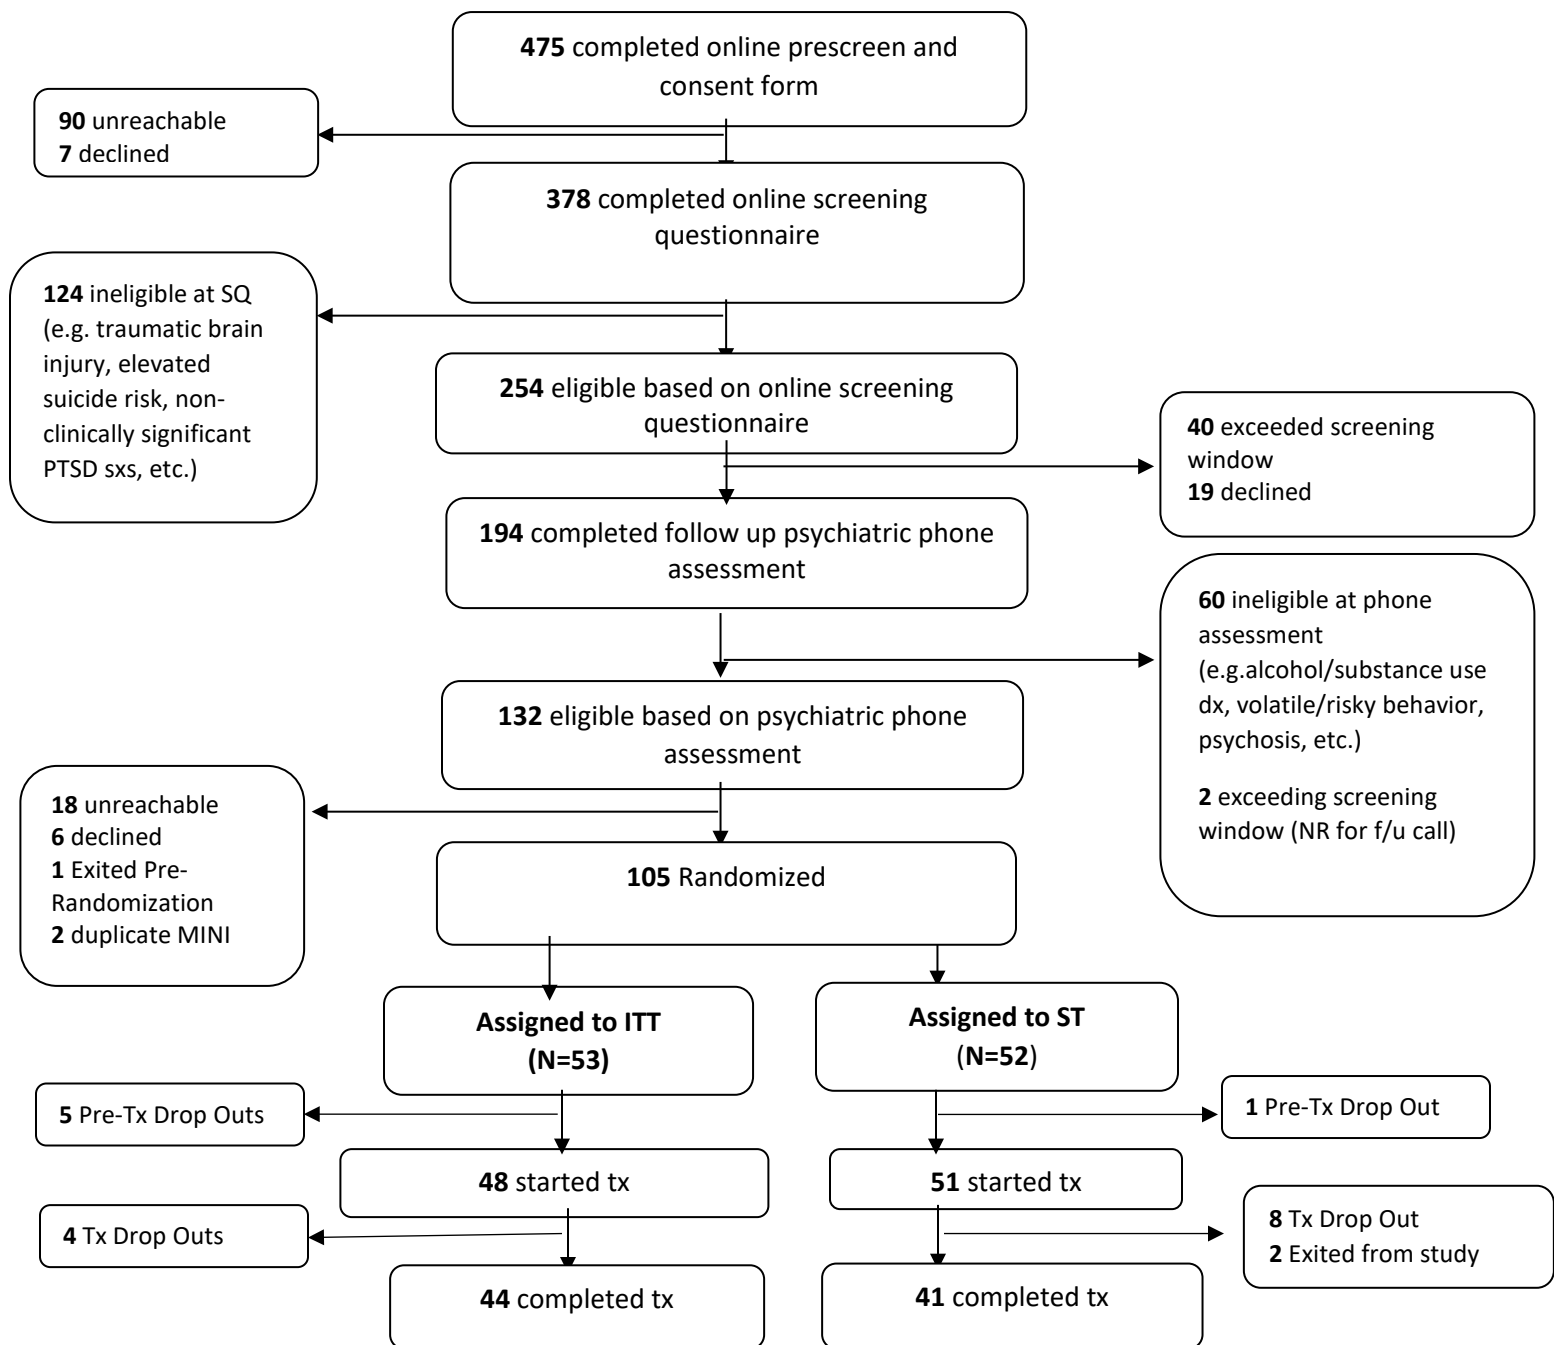 475 completed online prescreen and
consent form
90 unreachable
7 declined
378 completed online screening
questionnaire
124 ineligible at SQ
(e.g. traumatic brain
injury, elevated
suicide risk, non-
clinically significant
PTSD sxs, etc.)
254 eligible based on online screening
questionnaire
40 exceeded screening
window
19 declined
194 completed follow up psychiatric phone
assessment
60 ineligible at phone
assessment
(e.g.alcohol/substance use
dx, volatile/risky behavior,
psychosis, etc.)
2 exceeding screening
window (NR for f/u call)
132 eligible based on psychiatric phone
assessment
18 unreachable
6 declined
1 Exited Pre-
Randomization
2 duplicate MINI
105 Randomized
Assigned to ITT
(N=53)
Assigned to ST
(N=52)
5 Pre-Tx Drop Outs
1 Pre-Tx Drop Out
48 started tx
51 started tx
4 Tx Drop Outs
8 Tx Drop Out
2 Exited from study
44 completed tx
41 completed tx